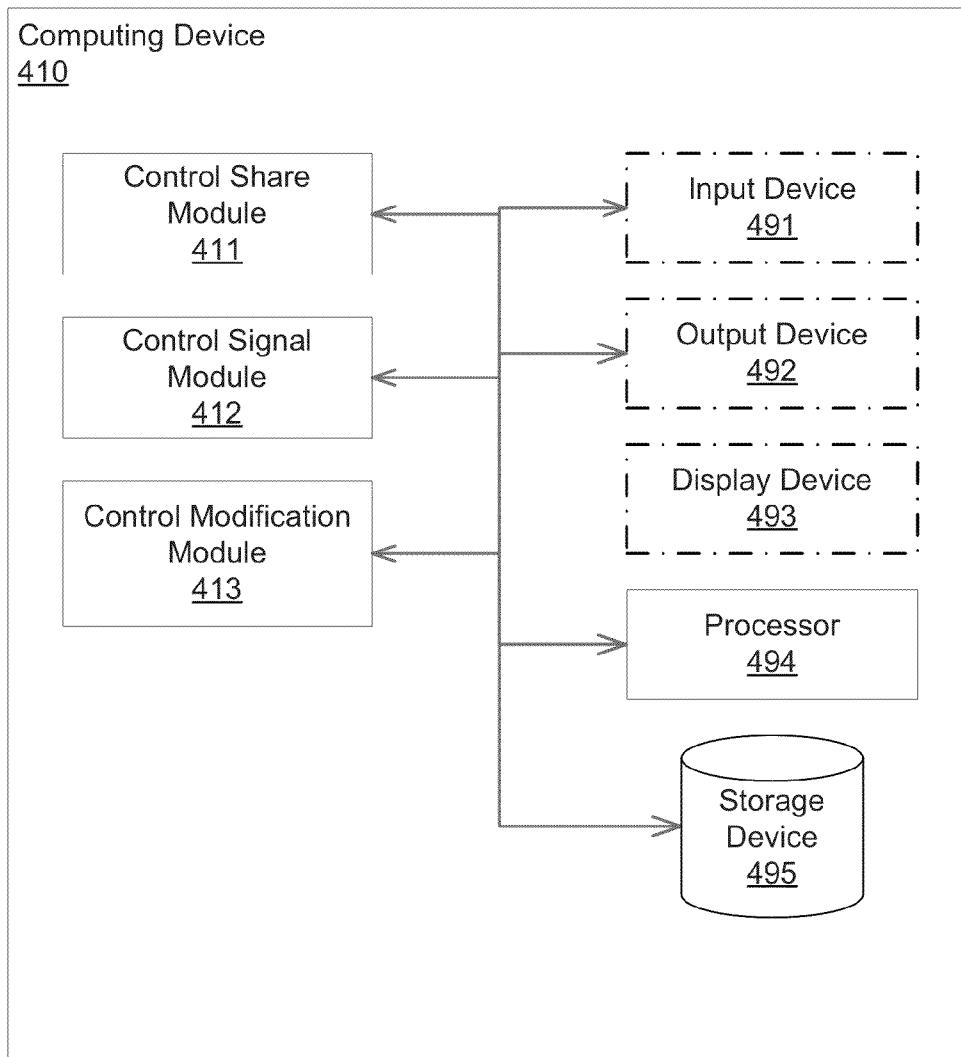 Computing Device
410
Control Share
Module
411
Control Signal
Module
412
Control Modification
Module
413
Input Device
491
Output Device
492
Display Device
493
Processor
494
Storage
Device
495